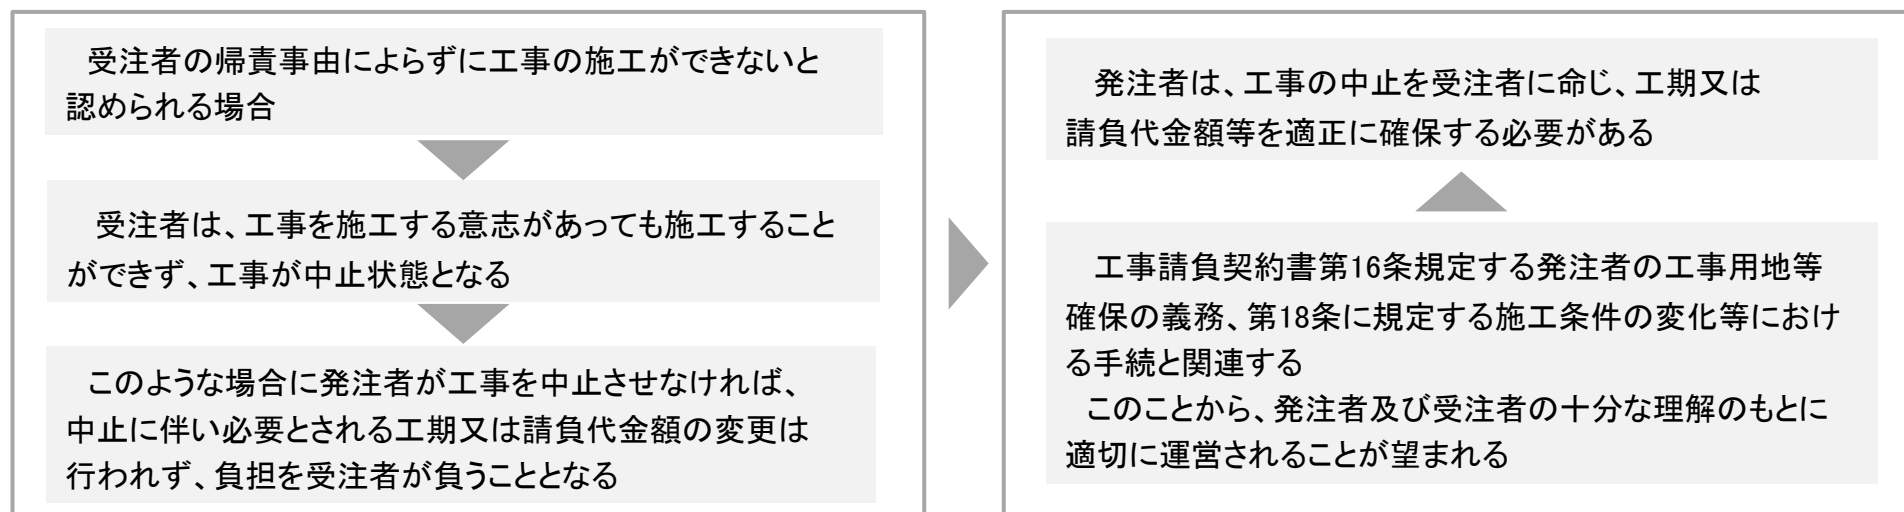 受注者の帰責事由によらずに工事の施工ができないと
認められる場合
受注者は、工事を施工する意志があっても施工すること
ができず、工事が中止状態となる
このような場合に発注者が工事を中止させなければ、
中止に伴い必要とされる工期又は請負代金額の変更は
行われず、負担を受注者が負うこととなる
発注者は、工事の中止を受注者に命じ、工期又は
請負代金額等を適正に確保する必要がある
工事請負契約書第16条規定する発注者の工事用地等
確保の義務、第18条に規定する施工条件の変化等におけ
る手続と関連する
このことから、発注者及び受注者の十分な理解のもとに
適切に運営されることが望まれる